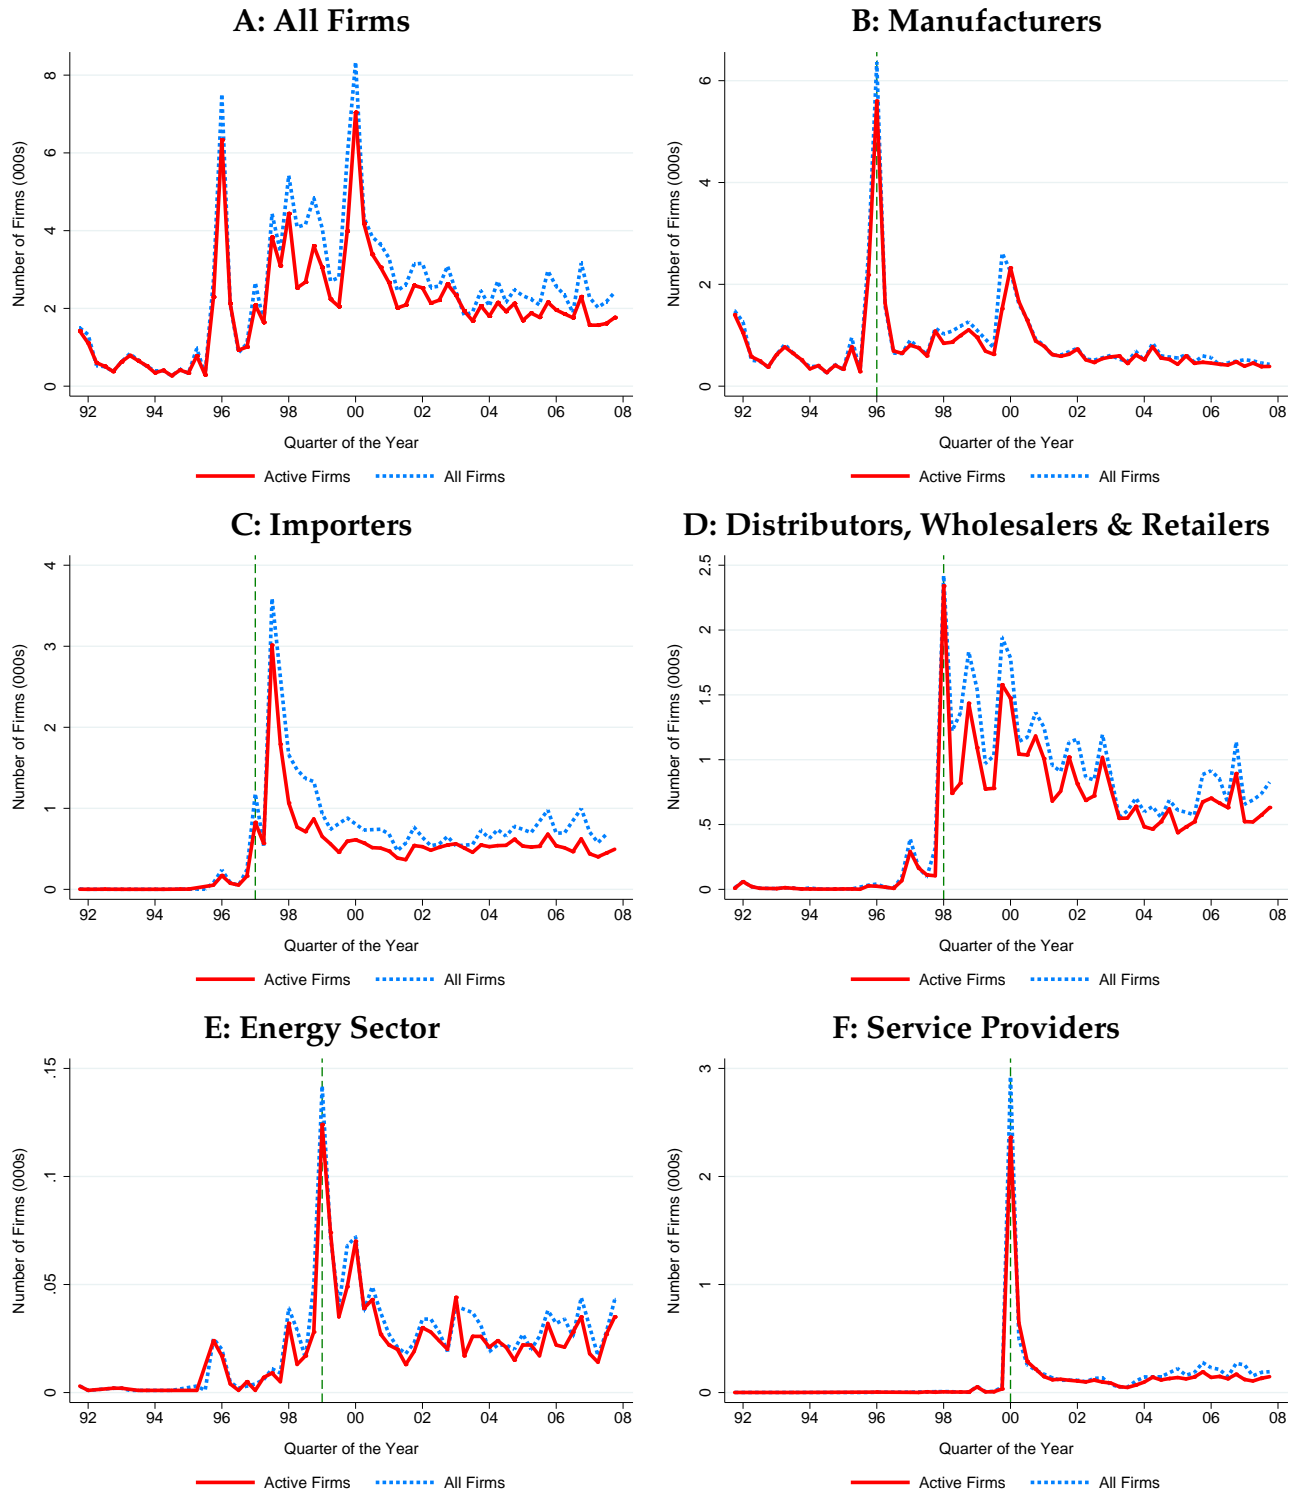 A: All Firms
Number of Firms (000s)
8
6
4
2
0
92 94 96 98 00 02 04 06 08
Quarter of the Year
Active Firms All Firms
B: Manufacturers
Number of Firms (000s)
6
4
2
0
92 94 96 98 00 02 04 06 08
Quarter of the Year
Active Firms All Firms
C: Importers
Number of Firms (000s)
4
3
2
1
0
92 94 96 98 00 02 04 06 08
Quarter of the Year
Active Firms All Firms
D: Distributors, Wholesalers & Retailers
Number of Firms (000s)
2.5
2
1.5
1
.5
0
92 94 96 98 00 02 04 06 08
Quarter of the Year
Active Firms All Firms
E: Energy Sector
Number of Firms (000s)
.15
.1
.05
0
92 94 96 98 00 02 04 06 08
Quarter of the Year
Active Firms All Firms
F: Service Providers
Number of Firms (000s)
3
2
1
0
92 94 96 98 00 02 04 06 08
Quarter of the Year
Active Firms All Firms